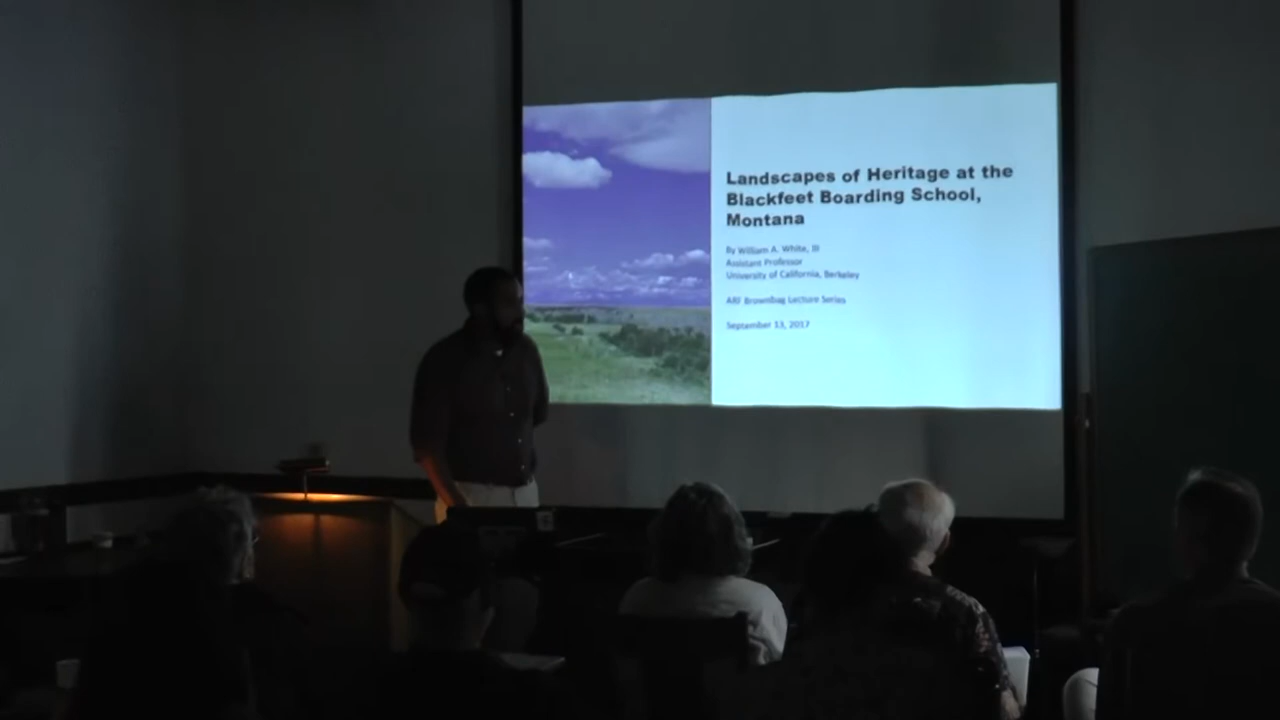 Landscapes of Heritage at the
Blackfeet Boarding School,
Montana
By William A. White, III
Assistant Professor
University of California, Berkeley
ARF Brownbag Lecture Series
September 13, 2017